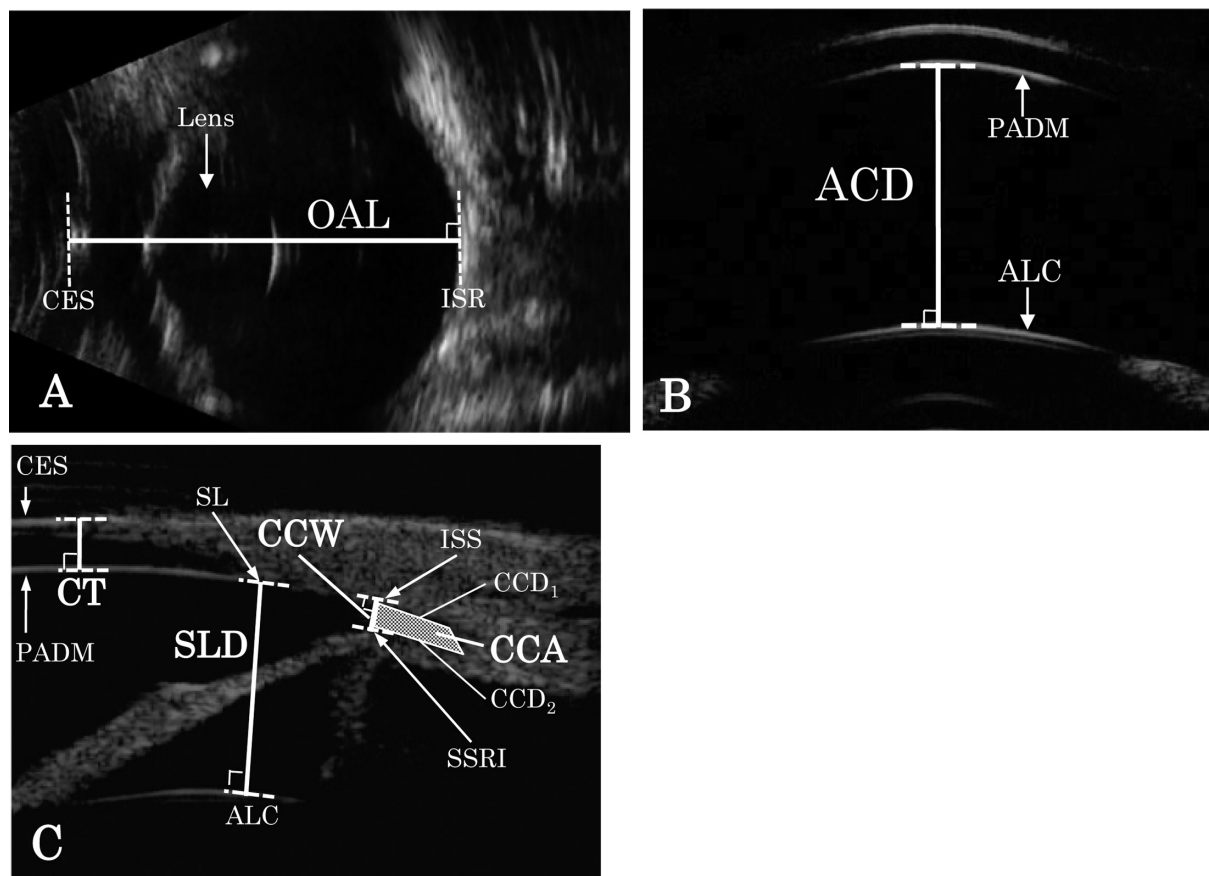 Lens
OAL
CES
ISR
A
PADM
ACD
ALC
B
CES
SL
CCW
ISS
CCD₁
CT
PADM
SLD
CCA
CCD₂
SSRI
ALC
C